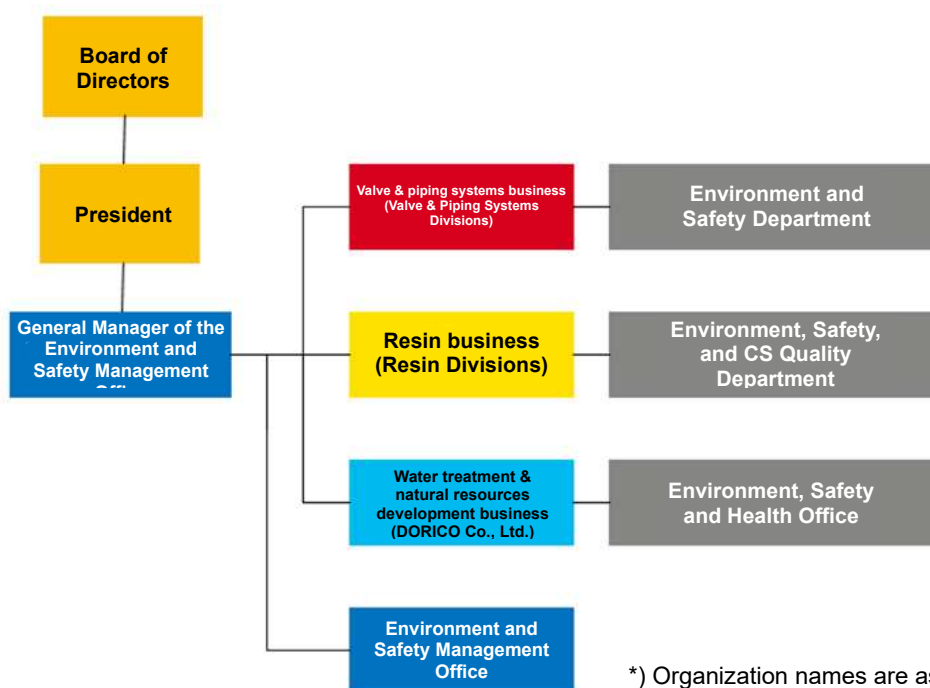 Board of
Directors
President
General Manager of the
Environment and
Safety Management
Valve & piping systems business
(Valve & Piping Systems
Divisions)
Environment and
Safety Department
Resin business
(Resin Divisions)
Environment, Safety,
and CS Quality
Department
Water treatment &
natural resources
development business
(DORICO Co., Ltd.)
Environment, Safety
and Health Office
Environment and
Safety Management
Office
*) Organization names are as